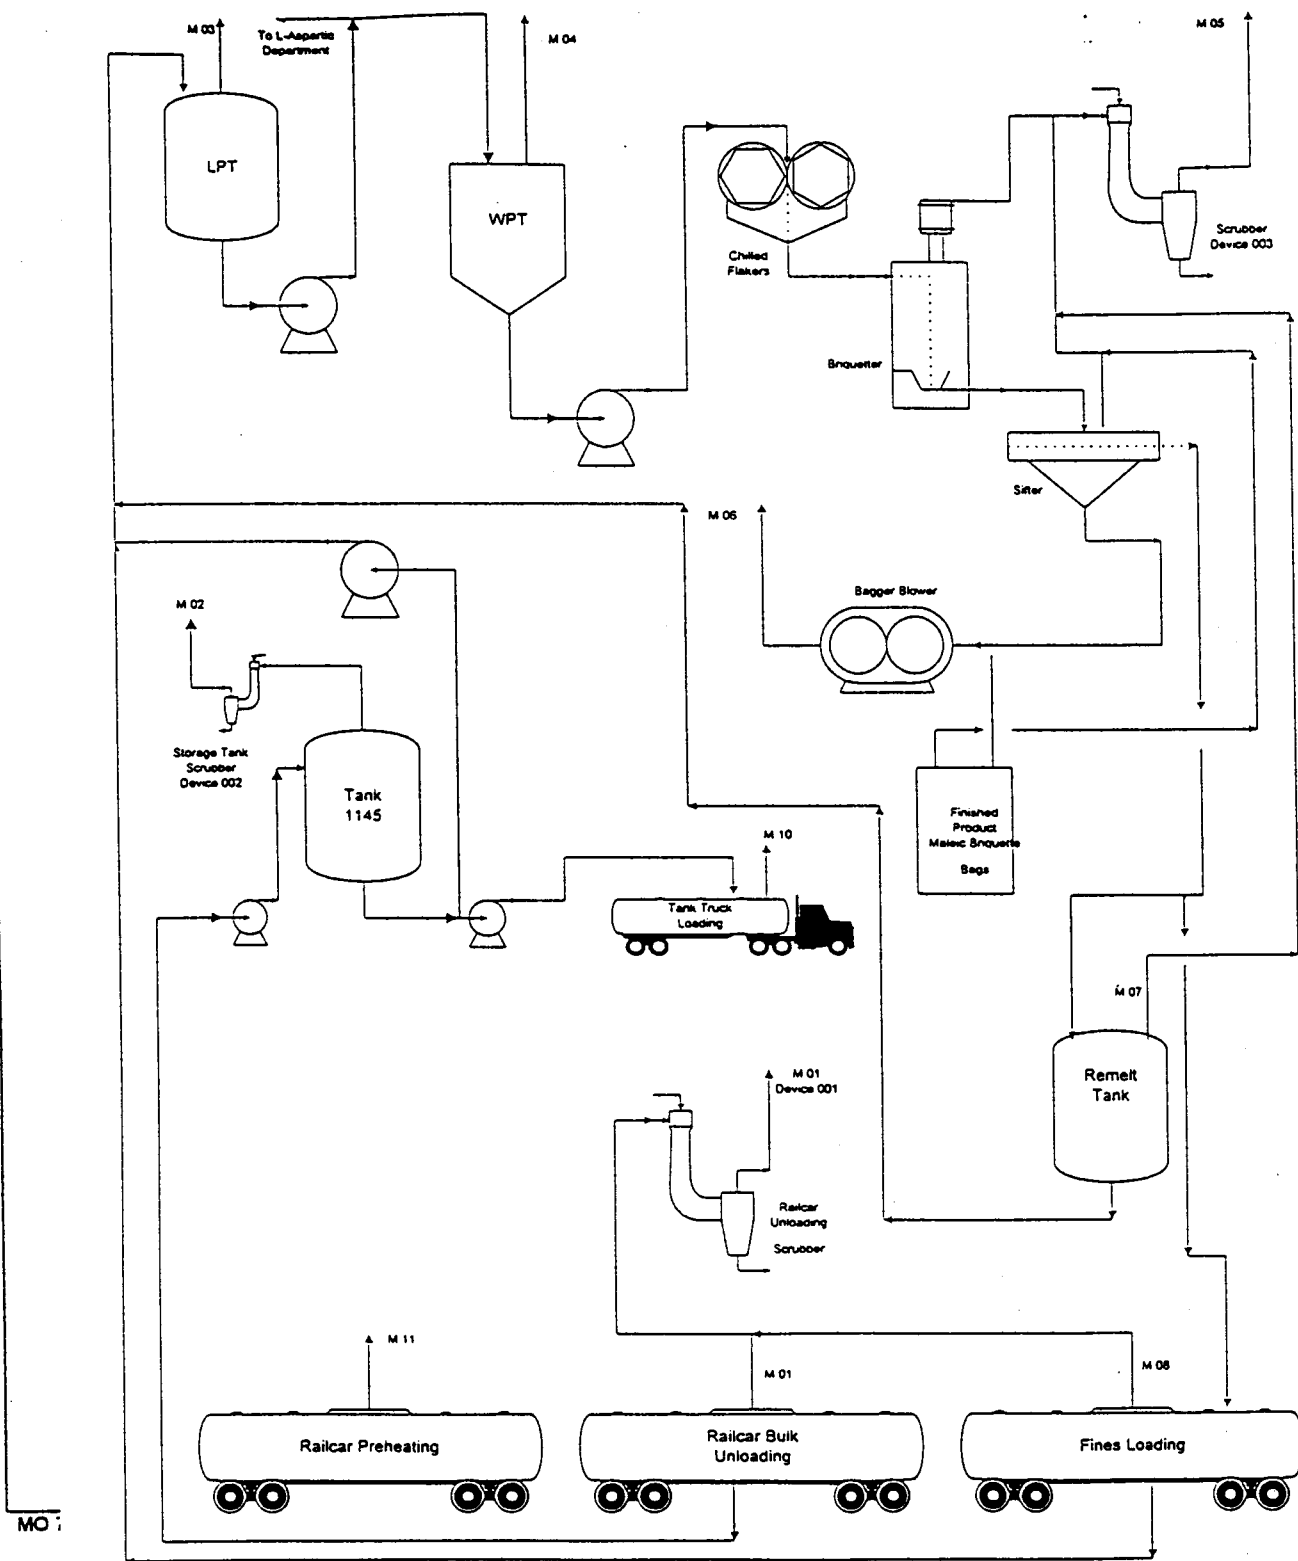 M 03
To L-Aspartic
Department
M 04
M 05
LPT
WPT
Chilled
Flakers
Scrubber
Device 003
Briquetter
Sifter
M 06
Bagger Blower
M 02
Storage Tank
Scrubber
Device 002
Tank
1145
Finished
Product
Maleic Briquette
Bags
M 10
Tank Truck
Loading
M 07
Remelt
Tank
M 01
Device 001
Railcar
Unloading
Scrubber
M 11
M 01
M 08
Railcar Preheating
Railcar Bulk
Unloading
Fines Loading
MO